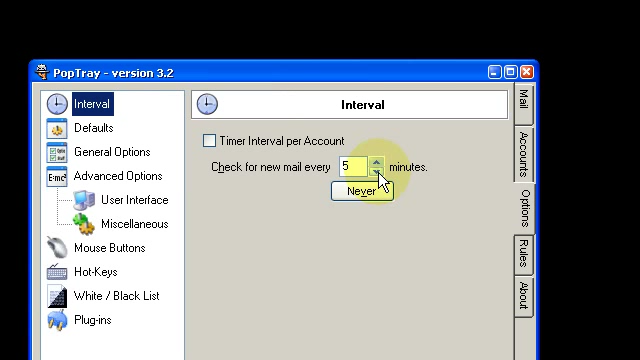 PopTray - version 3.2
Interval
Defaults
General Options
E=mc²
Advanced Options
User Interface
Miscellaneous
Mouse Buttons
Hot-Keys
White / Black List
Plug-ins
Interval
Timer Interval per Account
Check for new mail every 5 minutes.
Never
Mail
Accounts
Options
Rules
About